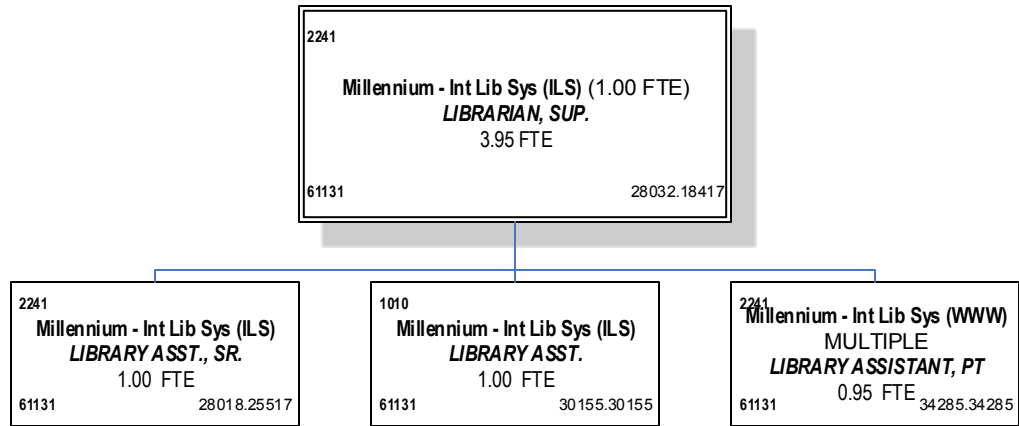 2241
Millennium - Int Lib Sys (ILS) (1.00 FTE)
LIBRARIAN, SUP.
3.95 FTE
61131 28032.18417
2241
Millennium - Int Lib Sys (ILS)
LIBRARY ASST., SR.
1.00 FTE
61131 28018.25517
1010
Millennium - Int Lib Sys (ILS)
LIBRARY ASST.
1.00 FTE
61131 30155.30155
2241
Millennium - Int Lib Sys (WWW)
MULTIPLE
LIBRARY ASSISTANT, PT
0.95 FTE
61131 34285.34285